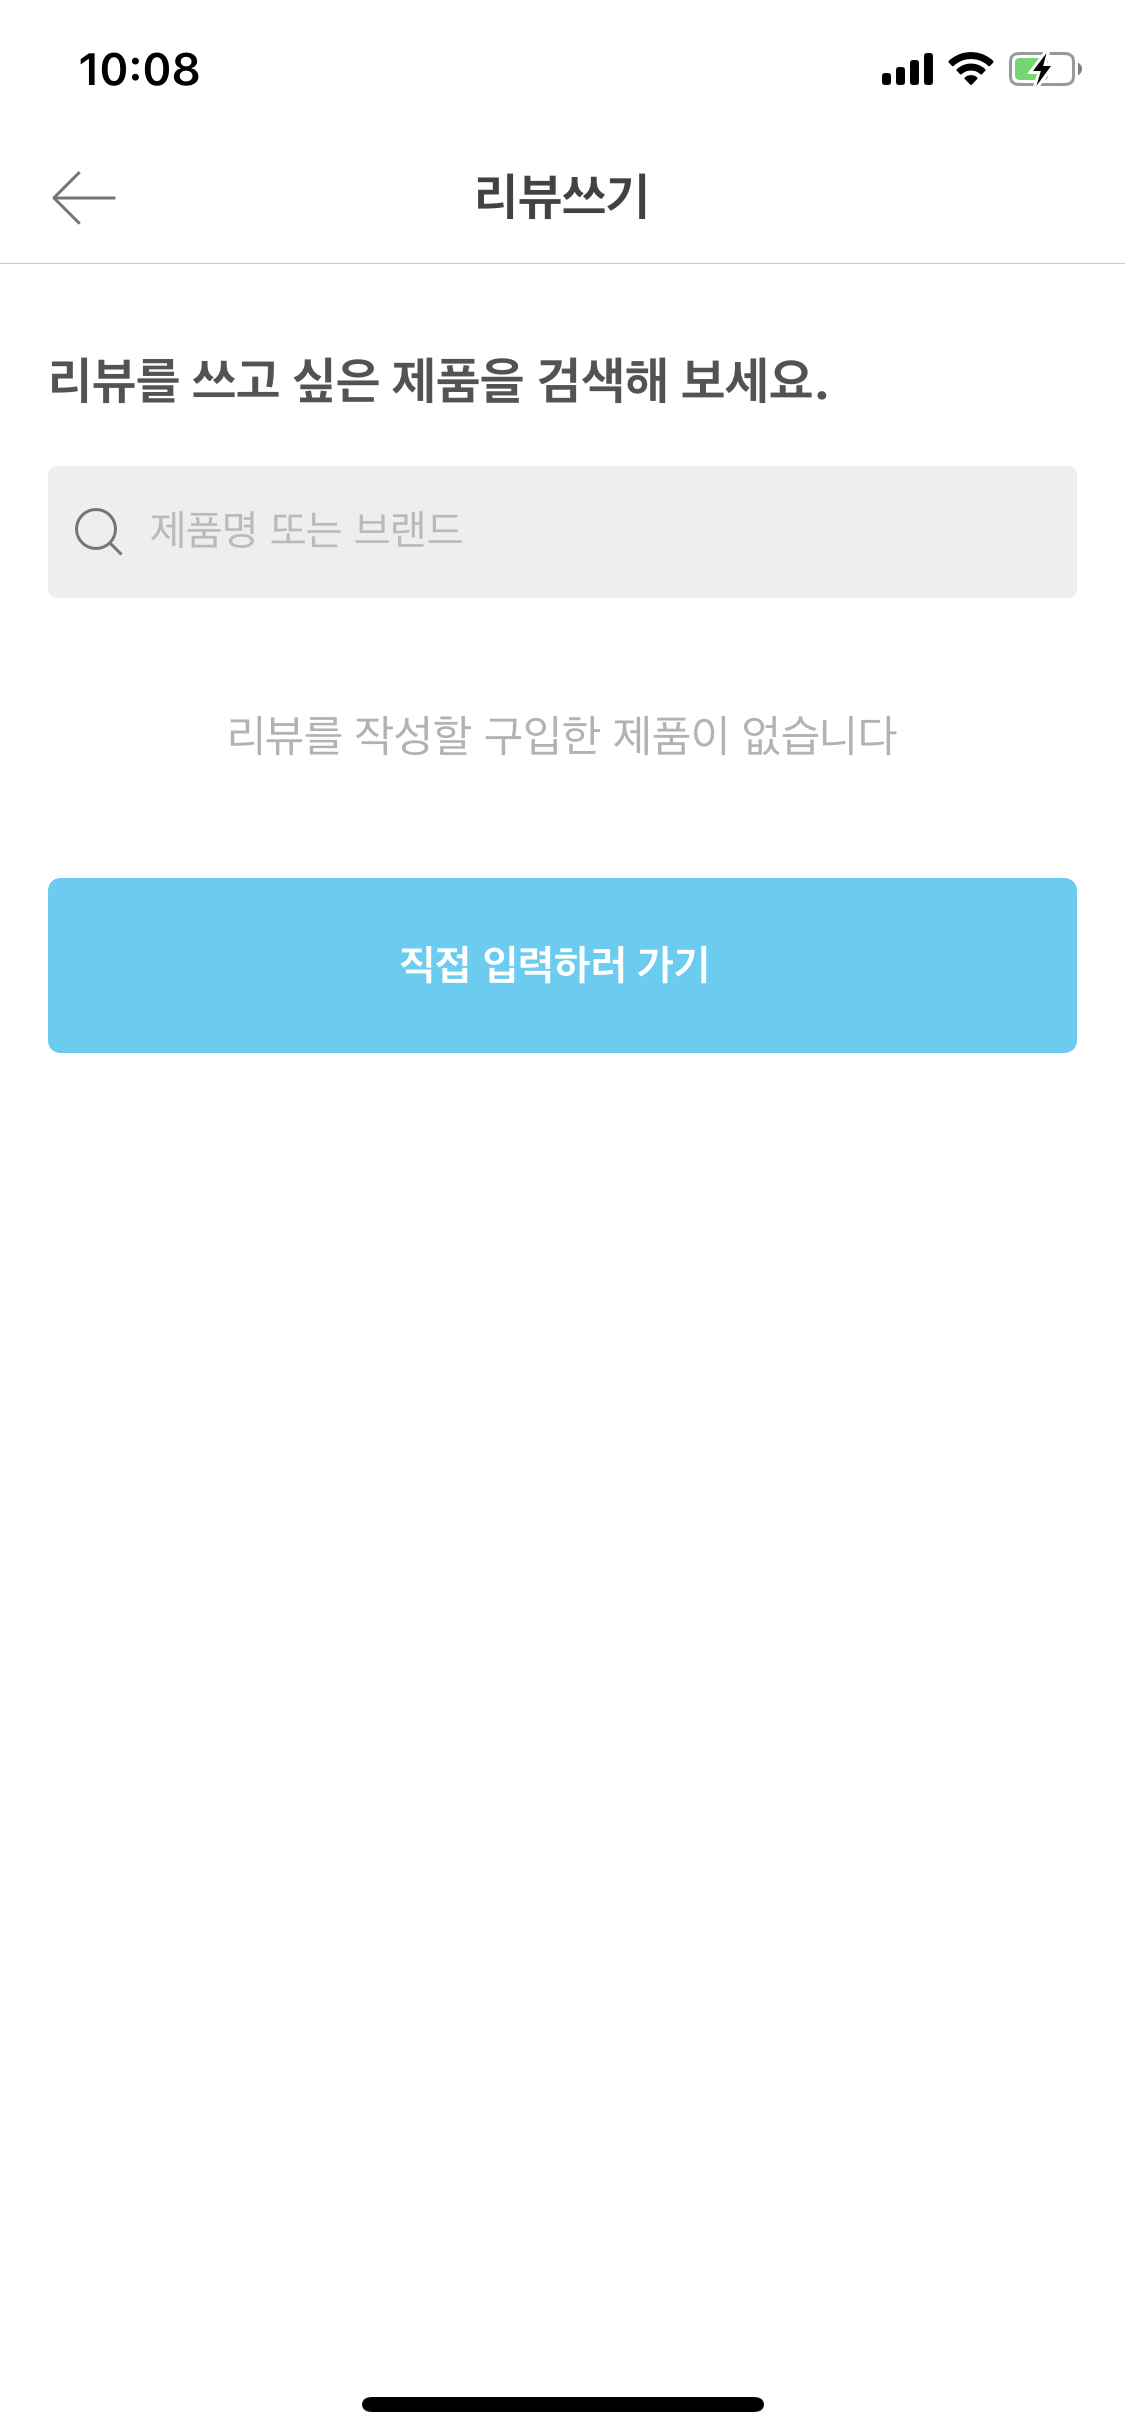 10:08
리뷰쓰기
리뷰를 쓰고 싶은 제품을 검색해 보세요.
제품명 또는 브랜드
리뷰를 작성할 구입한 제품이 없습니다
직접 입력하러 가기